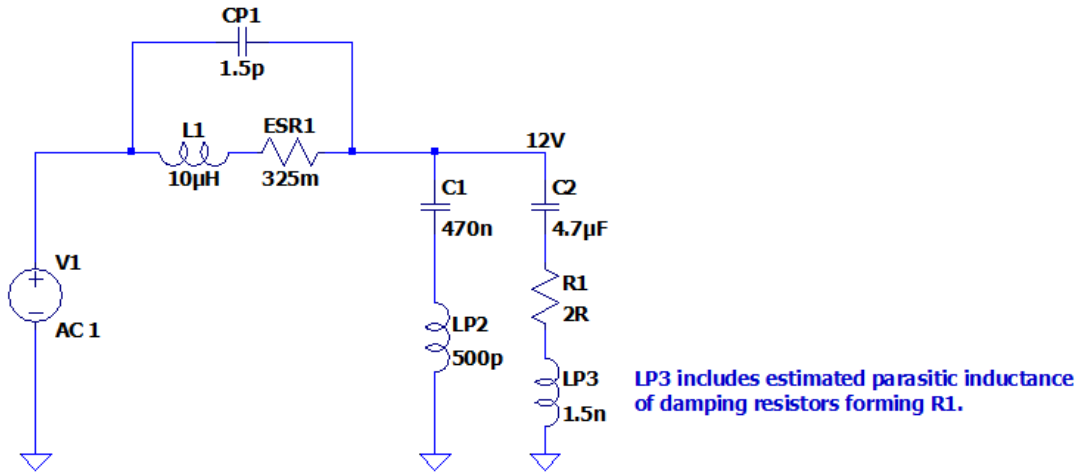 CP1
1.5p
L1
ESR1
10µH
325m
12V
C1
470n
C2
4.7µF
V1
AC 1
R1
2R
LP2
500p
LP3
1.5n
LP3 includes estimated parasitic inductance
of damping resistors forming R1.